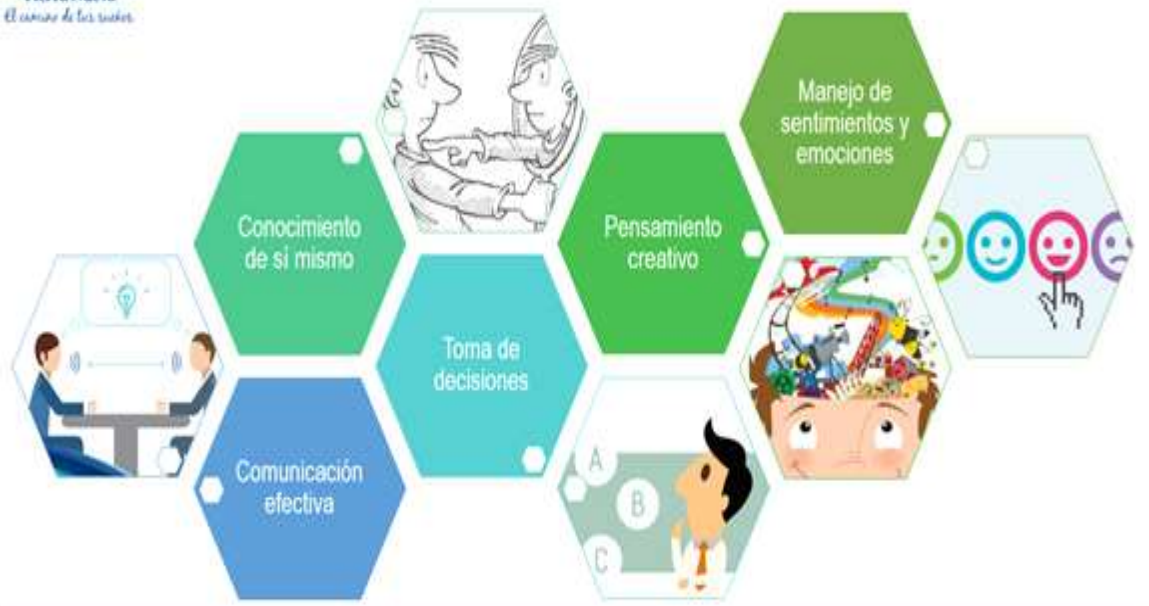 El camino de tus sueños
Manejo de
sentimientos y
emociones
Conocimiento
de sí mismo
Pensamiento
creativo
Toma de
decisiones
Comunicación
efectiva
A
B
C